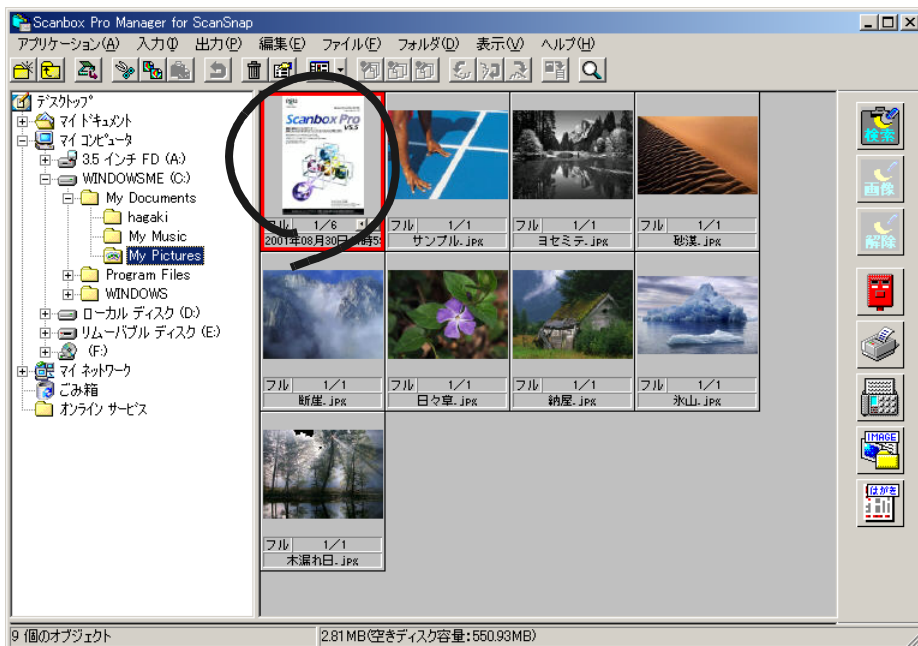 Scanbox Pro Manager for ScanSnap
アプリケーション(A) 入力(I) 出力(P) 編集(E) ファイル(F) フォルダ(D) 表示(V) ヘルプ(H)
デスクトップ
マイ ドキュメント
マイ コンピュータ
3.5 インチ FD (A:)
WINDOWSME (C:)
My Documents
hagaki
My Music
My Pictures
Program Files
WINDOWS
ローカル ディスク (D:)
リムーバブル ディスク (E:)
(F:)
マイ ネットワーク
ごみ箱
オンライン サービス
Scanbox Pro
V5.5
フル 1/6
2001年08月30日
フル 1/1
サンプル.jpg
フル 1/1
ヨセミテ.jpg
フル 1/1
砂漠.jpg
フル 1/1
断崖.jpg
フル 1/1
日々草.jpg
フル 1/1
納屋.jpg
フル 1/1
氷山.jpg
フル 1/1
木漏れ日.jpg
検索
画像
解除
IMAGE
はがき
9 個のオブジェクト
2.81MB(空きディスク容量:550.93MB)